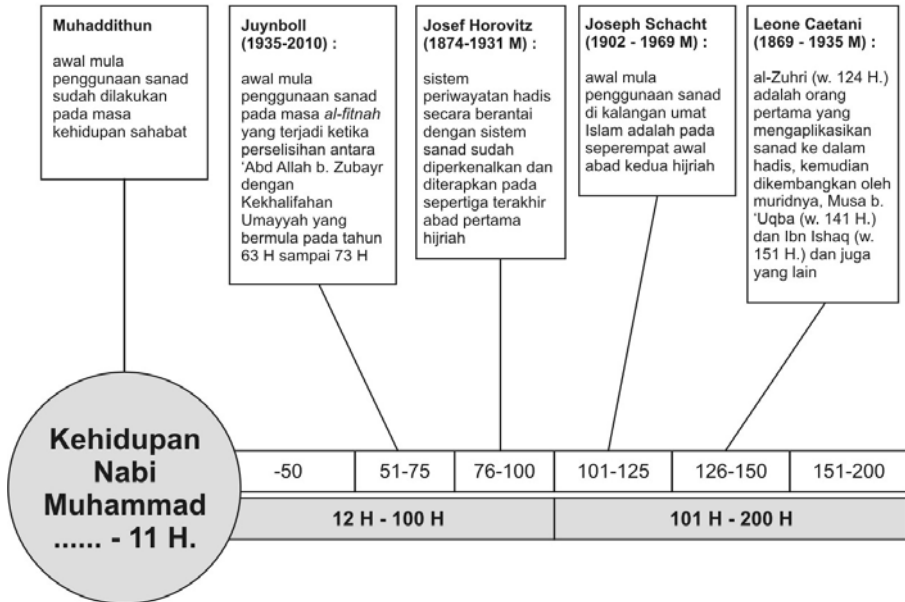 Muhaddithun
awal mula
penggunaan sanad
sudah dilakukan
pada masa
kehidupan sahabat
Juynboll
(1935-2010) :
awal mula
penggunaan sanad
pada masa al-fitnah
yang terjadi ketika
perselisihan antara
'Abd Allah b. Zubayr
dengan
Kekhalifahan
Umayyah yang
bermula pada tahun
63 H sampai 73 H
Josef Horovitz
(1874-1931 M) :
sistem
periwayatan hadis
secara berantai
dengan sistem
sanad sudah
diperkenalkan dan
diterapkan pada
sepertiga terakhir
abad pertama
hijriah
Joseph Schacht
(1902 - 1969 M) :
awal mula
penggunaan sanad
di kalangan umat
Islam adalah pada
seperempat awal
abad kedua hijriah
Leone Caetani
(1869 - 1935 M) :
al-Zuhri (w. 124 H.)
adalah orang
pertama yang
mengaplikasikan
sanad ke dalam
hadis, kemudian
dikembangkan oleh
muridnya, Musa b.
'Uqba (w. 141 H.)
dan Ibn Ishaq (w.
151 H.) dan juga
yang lain
Kehidupan
Nabi
Muhammad
...... - 11 H.
-50 51-75 76-100 101-125 126-150 151-200
12 H - 100 H 101 H - 200 H